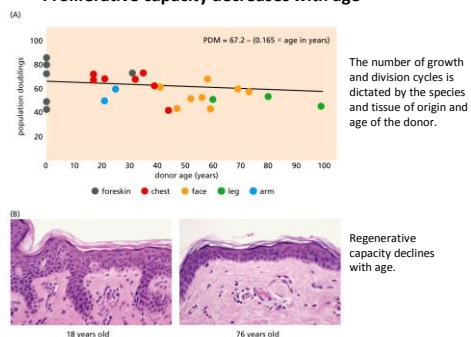 Proliferative capacity decreases with age
(A)
PDM = 67.2 – (0.165 × age in years)
population doublings
100
80
60
40
20
0 10 20 30 40 50 60 70 80 90 100
donor age (years)
foreskin chest face leg arm
The number of growth
and division cycles is
dictated by the species
and tissue of origin and
age of the donor.
(B)
18 years old
76 years old
Regenerative
capacity declines
with age.